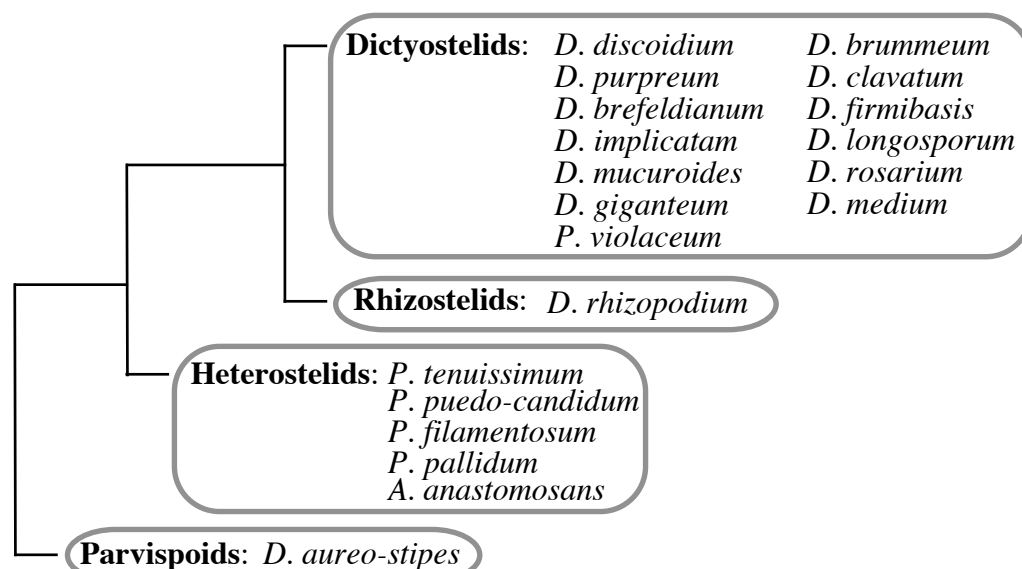 Dictyostelids: D. discoidium D. brummeum
D. purpreum D. clavatum
D. brefeldianum D. firmibasis
D. implicatam D. longosporum
D. mucuroides D. rosarium
D. giganteum D. medium
P. violaceum
Rhizostelids: D. rhizopodium
Heterostelids: P. tenuissimum
P. puedo-candidum
P. filamentosum
P. pallidum
A. anastomosans
Parvispoids: D. aureo-stipes